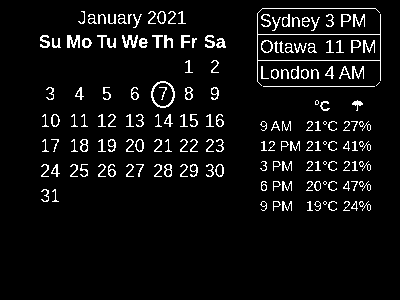 January 2021
Su Mo Tu We Th Fr Sa
1 2
3 4 5 6 7 8 9
10 11 12 13 14 15 16
17 18 19 20 21 22 23
24 25 26 27 28 29 30
31
Sydney 3 PM
Ottawa 11 PM
London 4 AM
°C
9 AM 21°C 27%
12 PM 21°C 41%
3 PM 21°C 21%
6 PM 20°C 47%
9 PM 19°C 24%